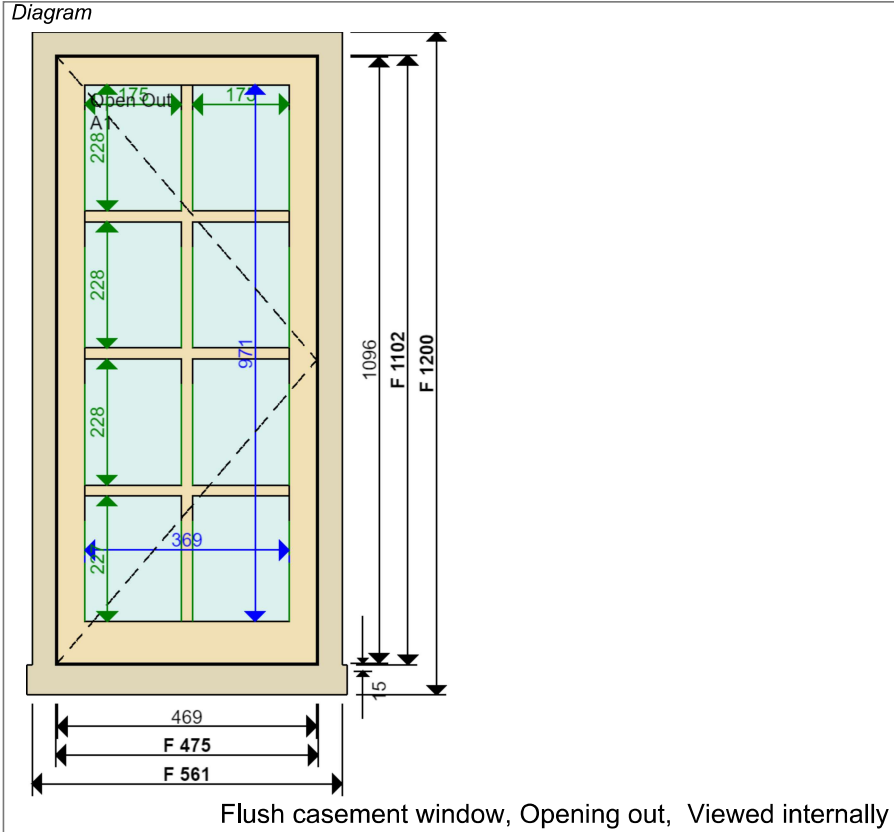 Diagram
175
175
Open Out
A1
228
228
971
1096
F 1102
F 1200
228
369
227
15
469
F 475
F 561
Flush casement window, Opening out, Viewed internally